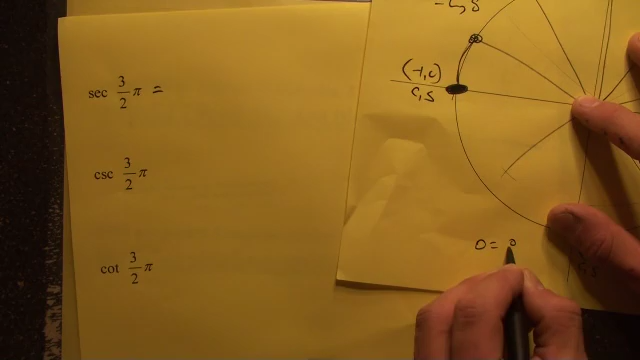 sec 3/2 π =
csc 3/2 π
cot 3/2 π
(-1,0)
c,s
0 = 0